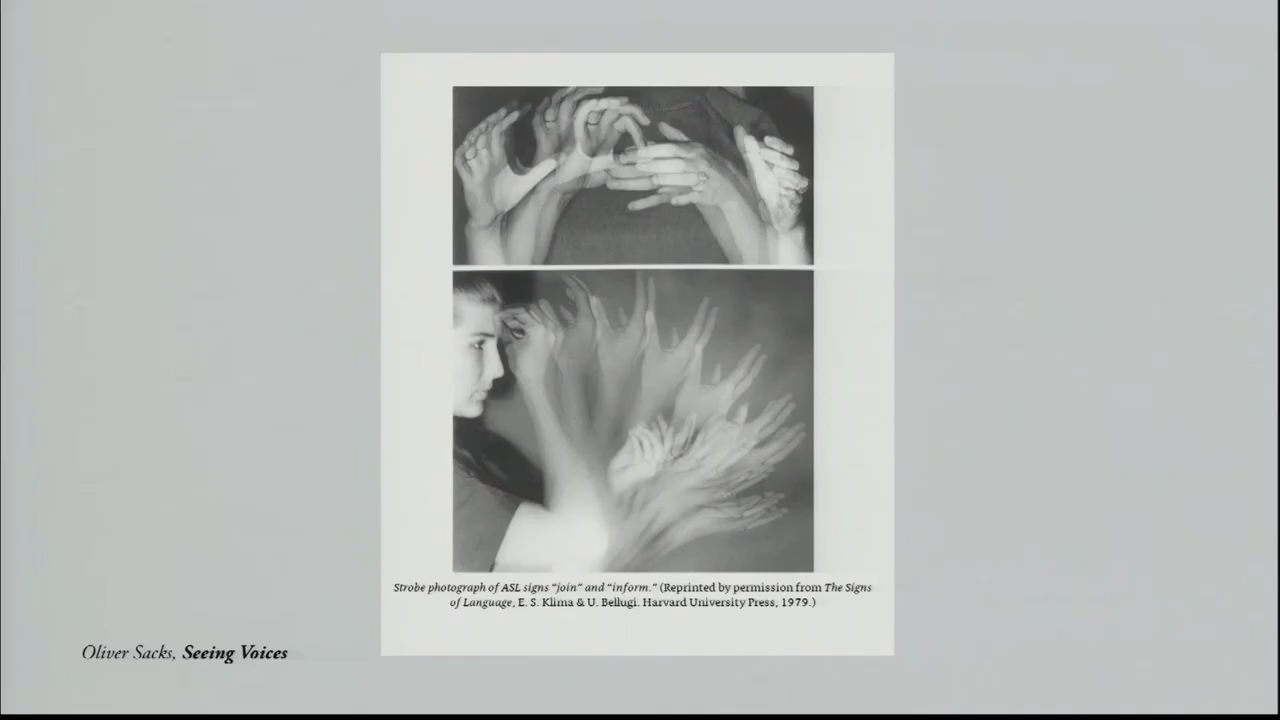 Strobe photograph of ASL signs “join” and “inform.” (Reprinted by permission from The Signs
of Language, E. S. Klima & U. Bellugi. Harvard University Press, 1979.)
Oliver Sacks, Seeing Voices